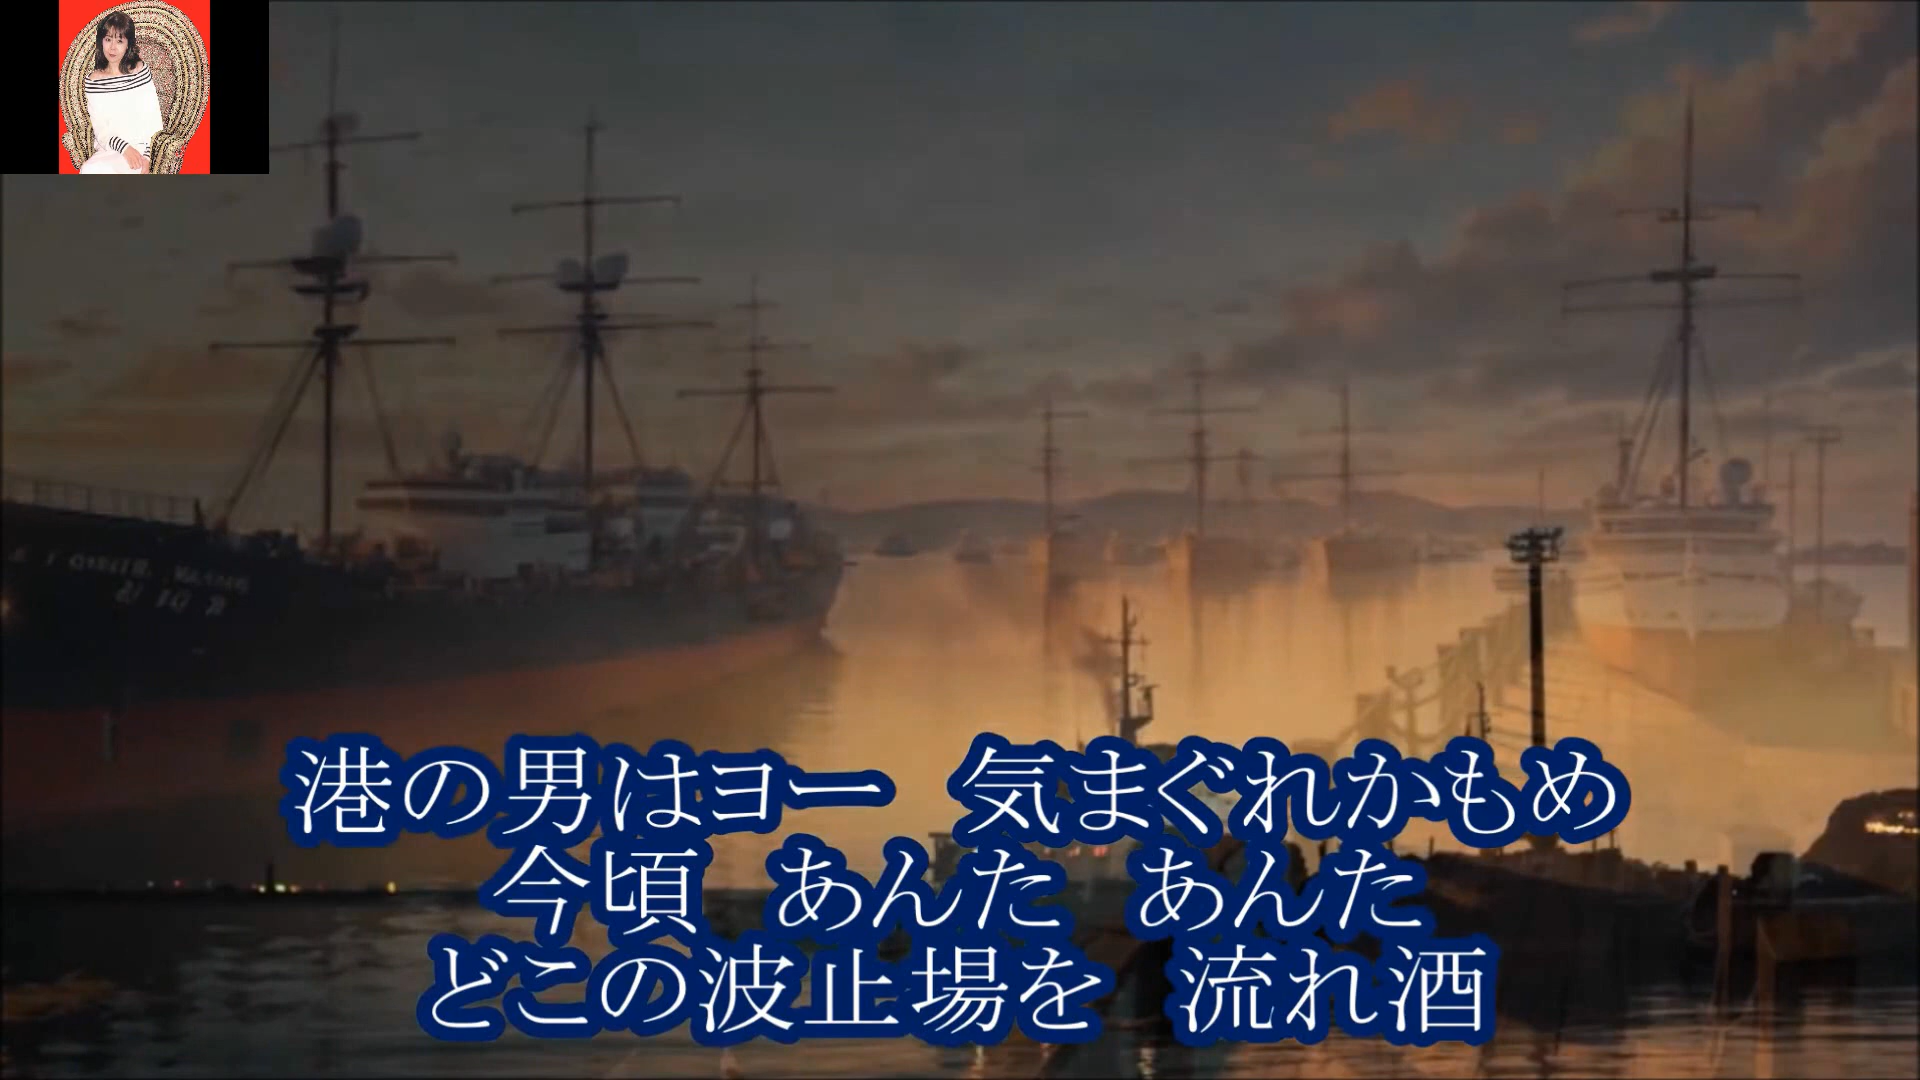 港の男はヨー 気まぐれかもめ
今頃 あんた あんた
どこの波止場を 流れ酒